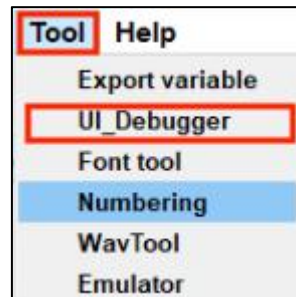 Tool Help
Export variable
UI_Debugger
Font tool
Numbering
WavTool
Emulator